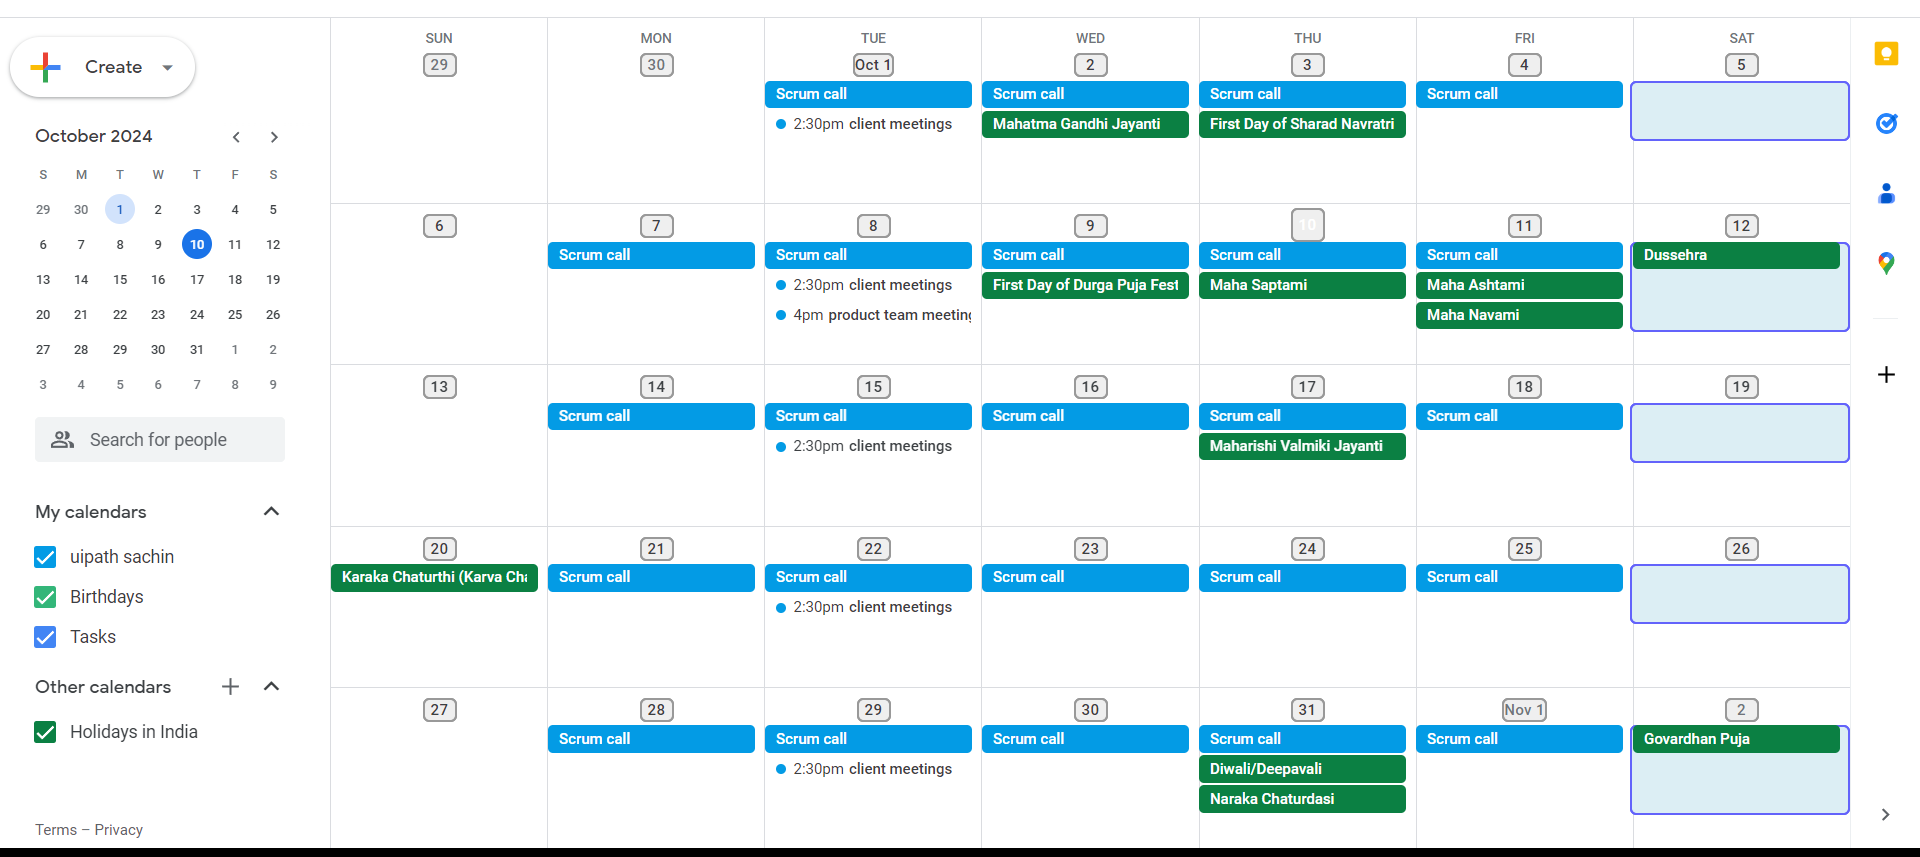 Create
October 2024
S M T W T F S
29 30 1 2 3 4 5
6 7 8 9 10 11 12
13 14 15 16 17 18 19
20 21 22 23 24 25 26
27 28 29 30 31 1 2
3 4 5 6 7 8 9
Search for people
My calendars
uipath sachin
Birthdays
Tasks
Other calendars
Holidays in India
Terms – Privacy
SUN MON TUE WED THU FRI SAT
29 30 Oct 1 2 3 4 5
Scrum call Scrum call Scrum call Scrum call
2:30pm client meetings Mahatma Gandhi Jayanti First Day of Sharad Navratri
6 7 8 9 10 11 12
Scrum call Scrum call Scrum call Scrum call Scrum call Dussehra
2:30pm client meetings First Day of Durga Puja Fest Maha Saptami Maha Ashtami
4pm product team meeting Maha Navami
13 14 15 16 17 18 19
Scrum call Scrum call Scrum call Scrum call Scrum call
2:30pm client meetings Maharishi Valmiki Jayanti
20 21 22 23 24 25 26
Karaka Chaturthi (Karva Cha Scrum call Scrum call Scrum call Scrum call Scrum call
2:30pm client meetings
27 28 29 30 31 Nov 1 2
Scrum call Scrum call Scrum call Scrum call Scrum call Govardhan Puja
2:30pm client meetings Diwali/Deepavali
Naraka Chaturdasi